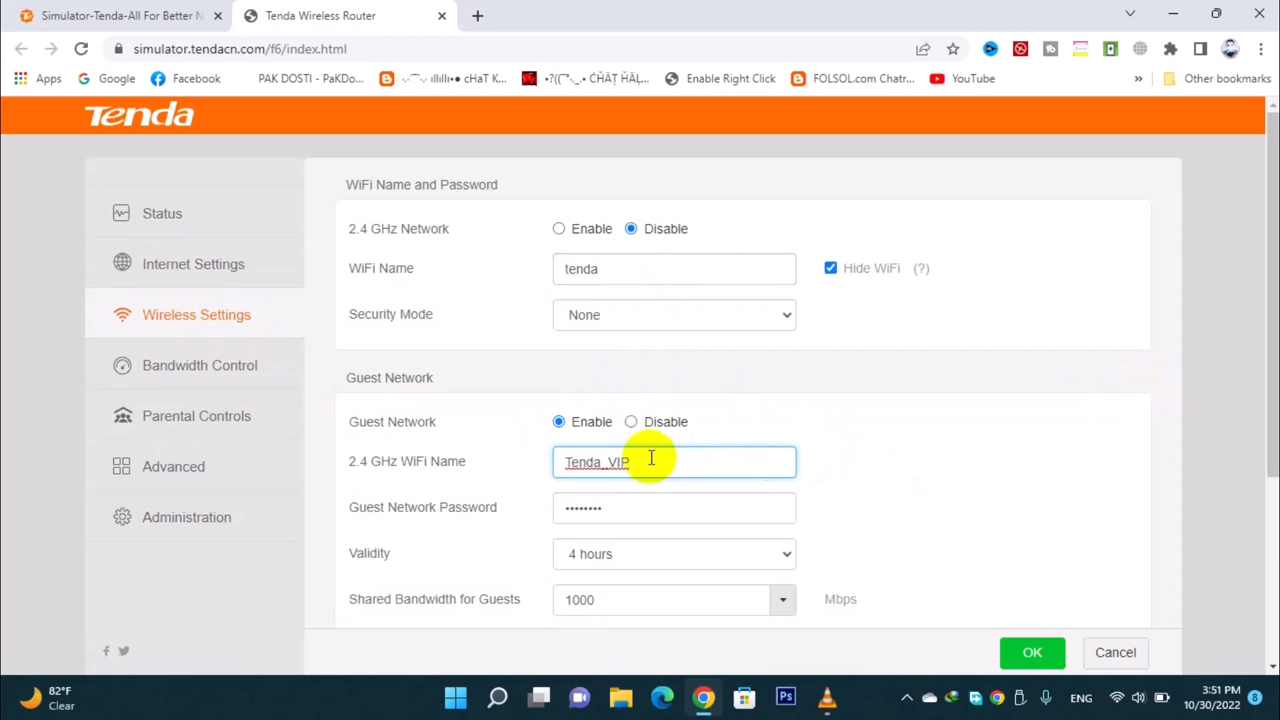 Simulator-Tenda-All For Better N
Tenda Wireless Router
simulator.tendacn.com/f6/index.html
Apps
Google
Facebook
PAK DOSTI - PaKDo...
Enable Right Click
FOLSOL.com Chatr...
YouTube
»
Other bookmarks
Tenda
Status
Internet Settings
Wireless Settings
Bandwidth Control
Parental Controls
Advanced
Administration
WiFi Name and Password
2.4 GHz Network
Enable
Disable
WiFi Name
tenda
Hide WiFi (?)
Security Mode
None
Guest Network
Guest Network
Enable
Disable
2.4 GHz WiFi Name
Tenda_VIP
Guest Network Password
••••••••
Validity
4 hours
Shared Bandwidth for Guests
1000
Mbps
OK
Cancel
82°F
Clear
Ps
ENG
3:51 PM
10/30/2022